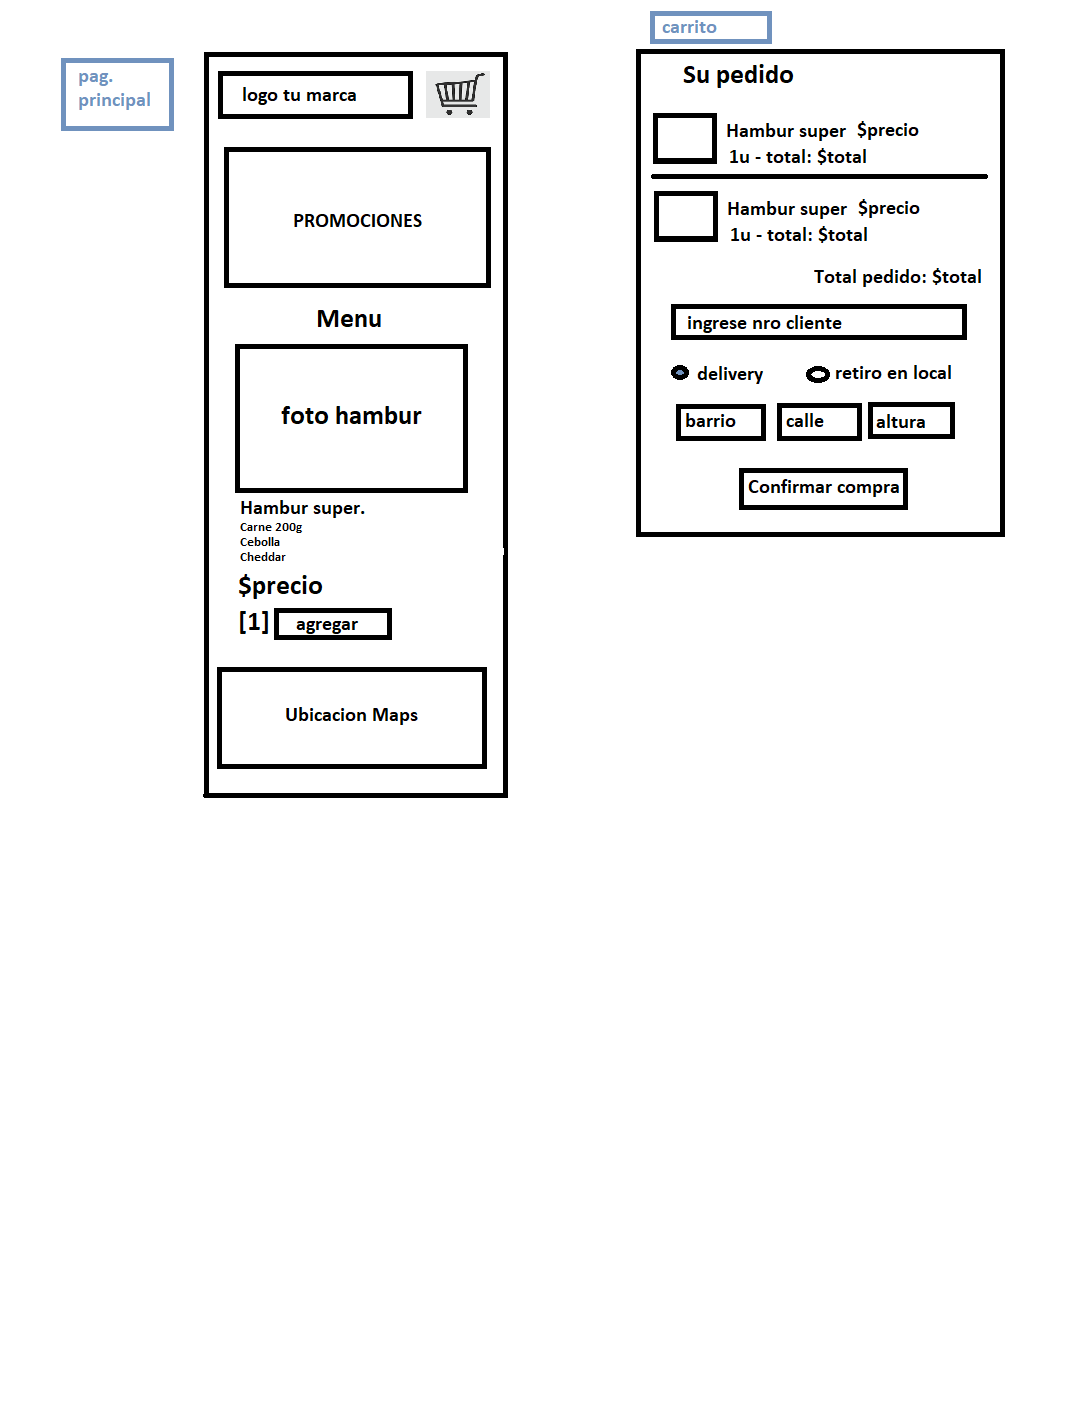 pag.
principal
logo tu marca
PROMOCIONES
Menu
foto hambur
Hambur super.
Carne 200g
Cebolla
Cheddar
$precio
[1] agregar
Ubicacion Maps
carrito
Su pedido
Hambur super $precio
1u - total: $total
Hambur super $precio
1u - total: $total
Total pedido: $total
ingrese nro cliente
delivery retiro en local
barrio calle altura
Confirmar compra